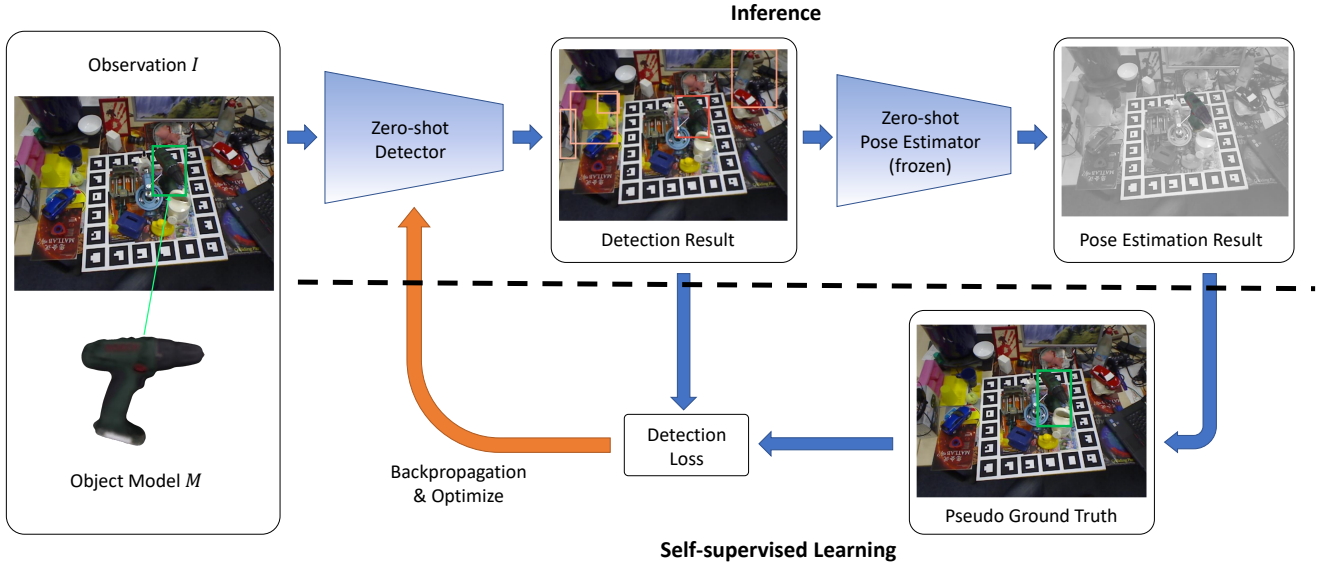 Inference
Observation I
Zero-shot
Detector
Detection Result
Zero-shot
Pose Estimator
(frozen)
Pose Estimation Result
Object Model M
Backpropagation
& Optimize
Detection
Loss
Pseudo Ground Truth
Self-supervised Learning